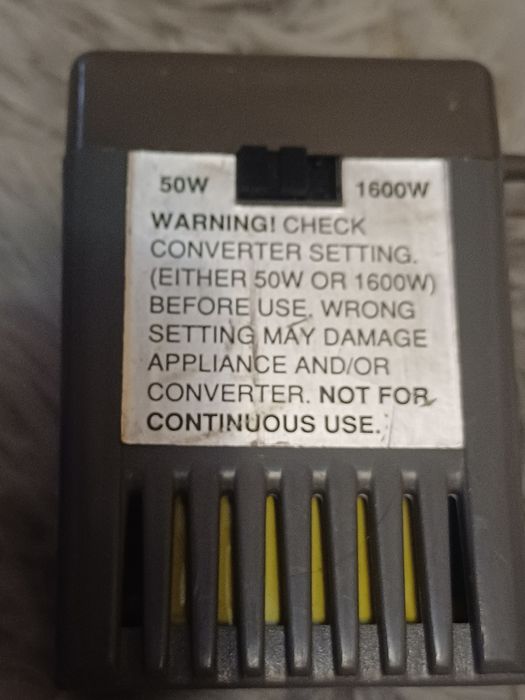 50W 1600W
WARNING! CHECK
CONVERTER SETTING.
(EITHER 50W OR 1600W)
BEFORE USE. WRONG
SETTING MAY DAMAGE
APPLIANCE AND/OR
CONVERTER. NOT FOR
CONTINUOUS USE.